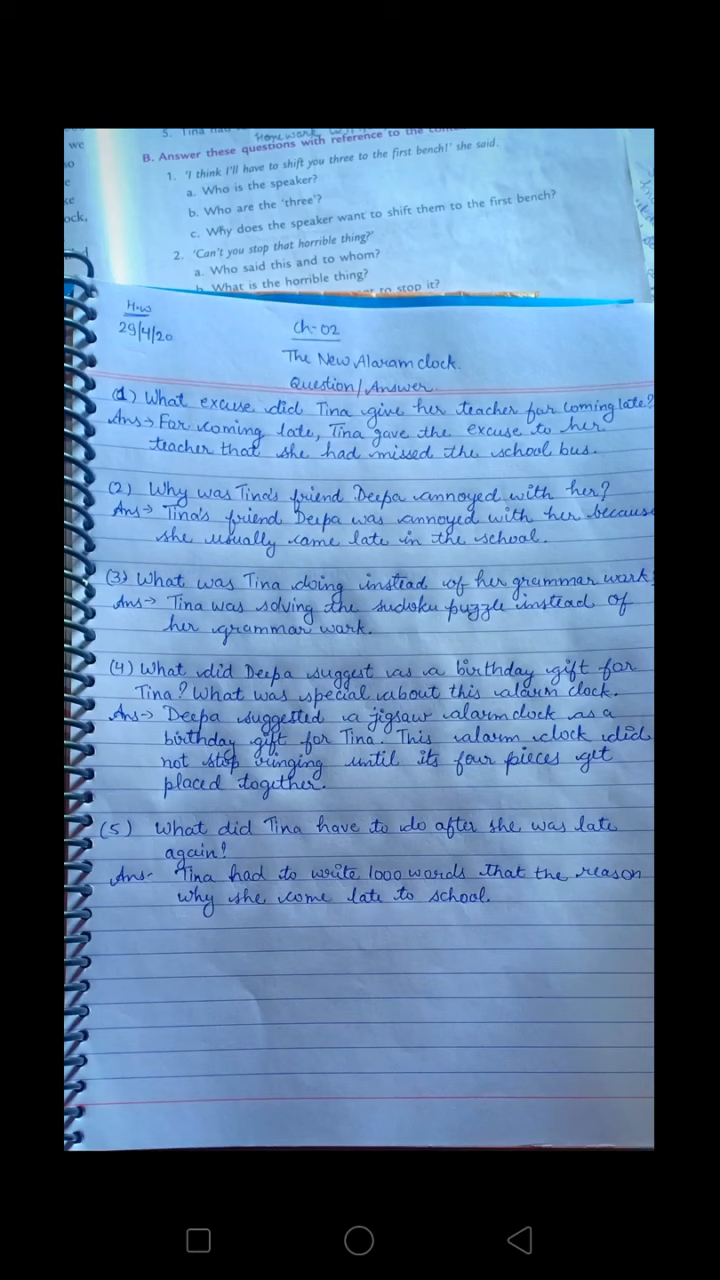 we
5. Tina had
Homework
B. Answer these questions with reference to the
1. 'I think I'll have to shift you three to the first bench!' she said.
a. Who is the speaker?
b. Who are the 'three'?
ock,
c. Why does the speaker want to shift them to the first bench?
2. 'Can't you stop that horrible thing?'
a. Who said this and to whom?
b. What is the horrible thing?
to stop it?
H.W
29/4/20
Ch-02
The New Alaram clock.
Question/Answer.
(1) What excuse did Tina give her teacher for coming late?
Ans→ For coming late, Tina gave the excuse to her
teacher that she had missed the school bus.
(2) Why was Tina's friend Deepa annoyed with her?
Ans→ Tina's friend Deepa was annoyed with her because
she usually came late in the school.
(3) What was Tina doing instead of her grammar work
Ans→ Tina was solving the sudoku puzzle instead of
her grammar work.
(4) What did Deepa suggest as a birthday gift for
Tina? What was special about this alarm clock.
Ans→ Deepa suggested a jigsaw alarm clock as a
birthday gift for Tina. This alarm clock did
not stop ringing until its four pieces get
placed together.
(5) What did Tina have to do after she was late
again?
Ans- Tina had to write 1000 words that the reason
why she come late to school.